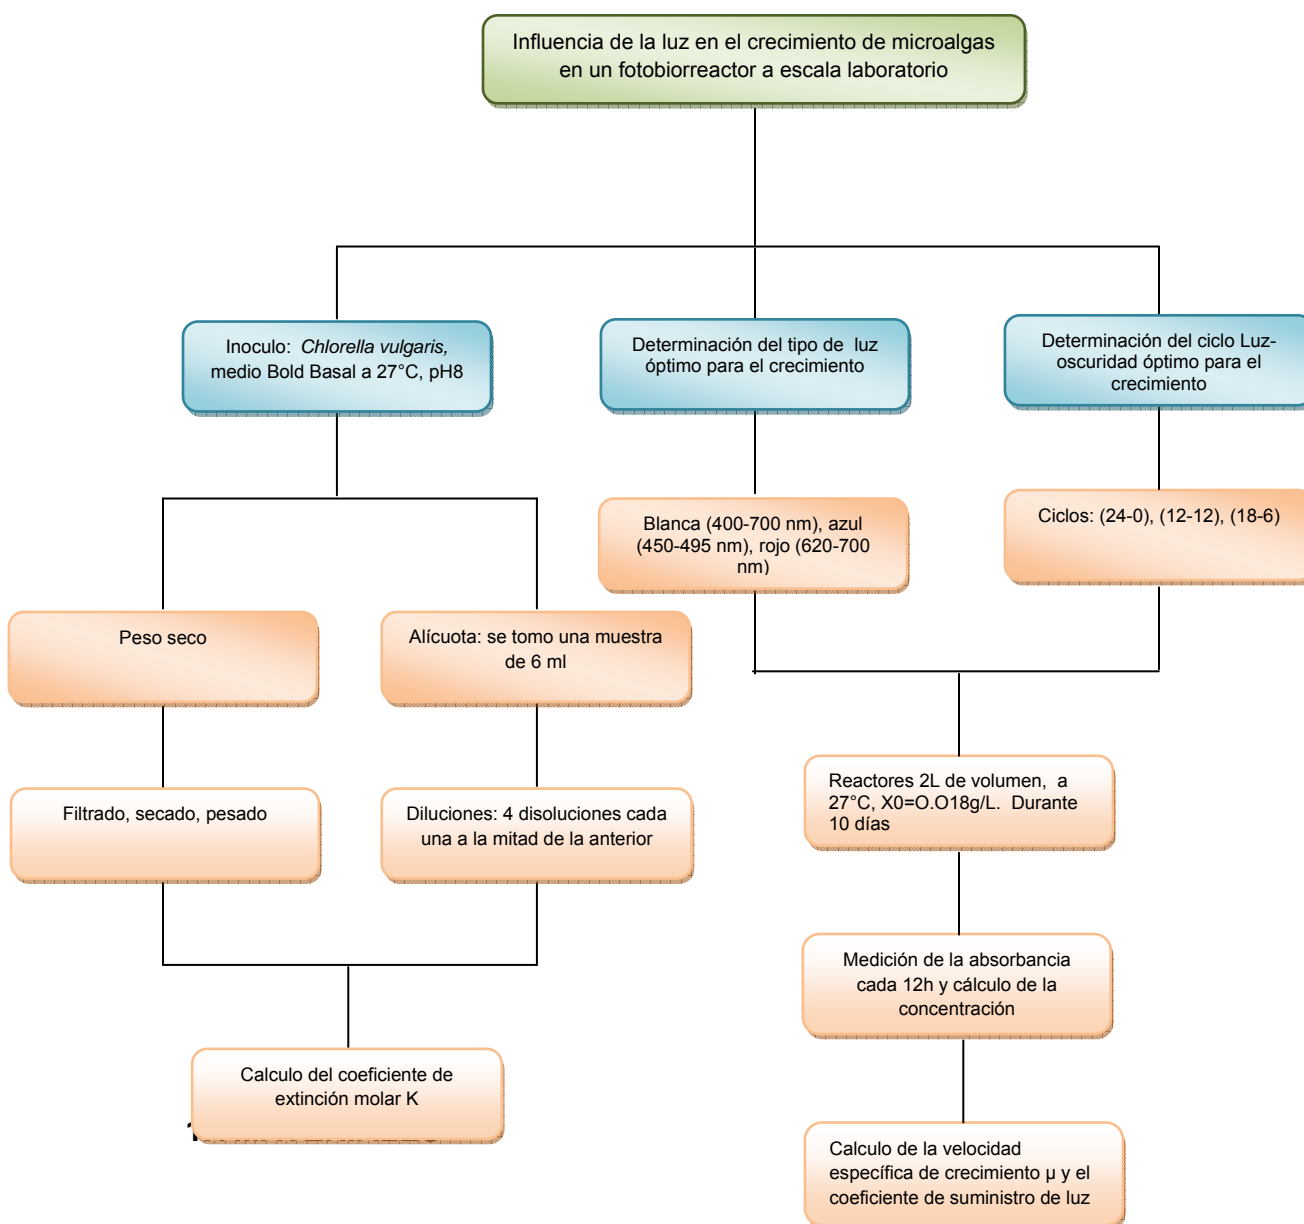 Influencia de la luz en el crecimiento de microalgas
en un fotobiorreactor a escala laboratorio
Inoculo: Chlorella vulgaris,
medio Bold Basal a 27°C, pH8
Determinación del tipo de luz
óptimo para el crecimiento
Determinación del ciclo Luz-
oscuridad óptimo para el
crecimiento
Blanca (400-700 nm), azul
(450-495 nm), rojo (620-700
nm)
Ciclos: (24-0), (12-12), (18-6)
Peso seco
Alícuota: se tomo una muestra
de 6 ml
Filtrado, secado, pesado
Diluciones: 4 disoluciones cada
una a la mitad de la anterior
Reactores 2L de volumen, a
27°C, X0=O.O18g/L. Durante
10 días
Medición de la absorbancia
cada 12h y cálculo de la
concentración
Calculo del coeficiente de
extinción molar K
Calculo de la velocidad
específica de crecimiento µ y el
coeficiente de suministro de luz